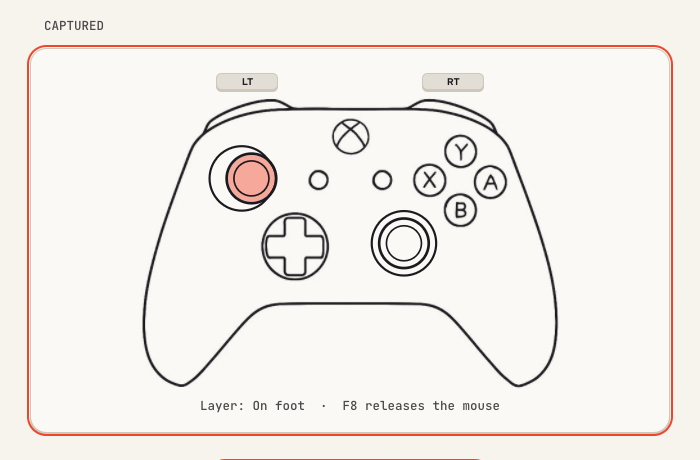 CAPTURED
LT
RT
Y
X
A
B
Layer: On foot · F8 releases the mouse